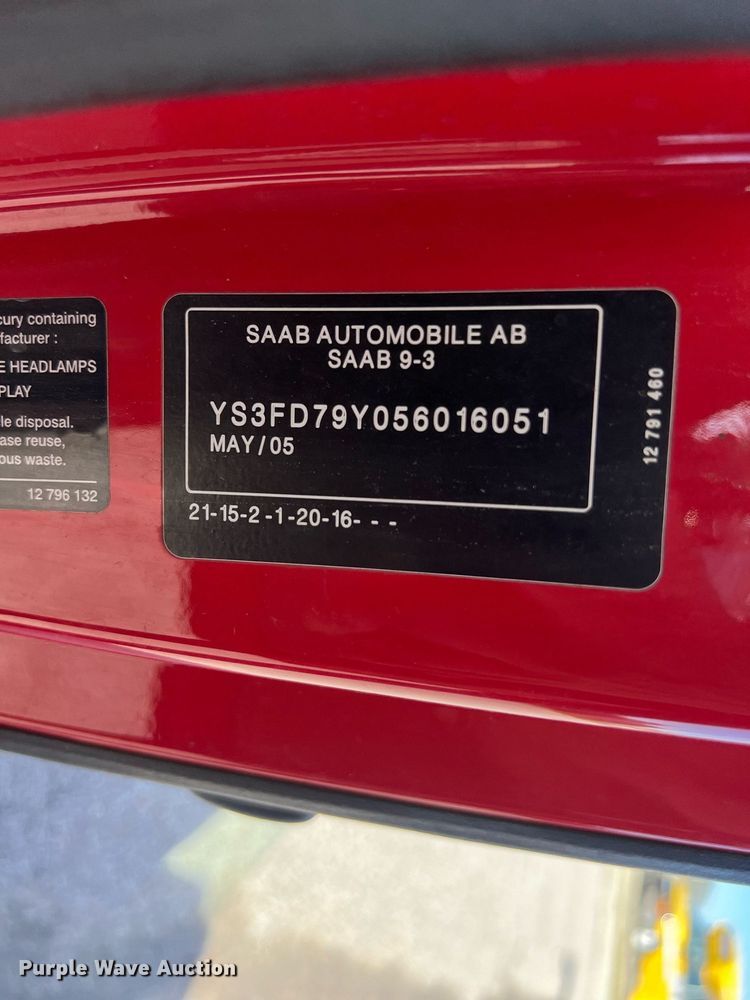 cury containing
facturer :
E HEADLAMPS
PLAY
le disposal.
ase reuse,
ous waste.
12 796 132
SAAB AUTOMOBILE AB
SAAB 9-3
YS3FD79Y056016051
MAY/05
21-15-2 -1-20-16- - -
12 791 460
Purple Wave Auction